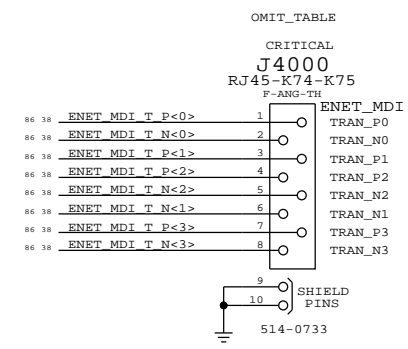 OMIT_TABLE
CRITICAL
J4000
RJ45-K74-K75
F-ANG-TH
ENET_MDI
86 38 ENET_MDI_T_P<0> 1 TRAN_P0
86 38 ENET_MDI_T_N<0> 2 TRAN_N0
86 38 ENET_MDI_T_P<1> 3 TRAN_P1
86 38 ENET_MDI_T_P<2> 4 TRAN_P2
86 38 ENET_MDI_T_N<2> 5 TRAN_N2
86 38 ENET_MDI_T_N<1> 6 TRAN_N1
86 38 ENET_MDI_T_P<3> 7 TRAN_P3
86 38 ENET_MDI_T_N<3> 8 TRAN_N3
9 SHIELD
10 PINS
514-0733